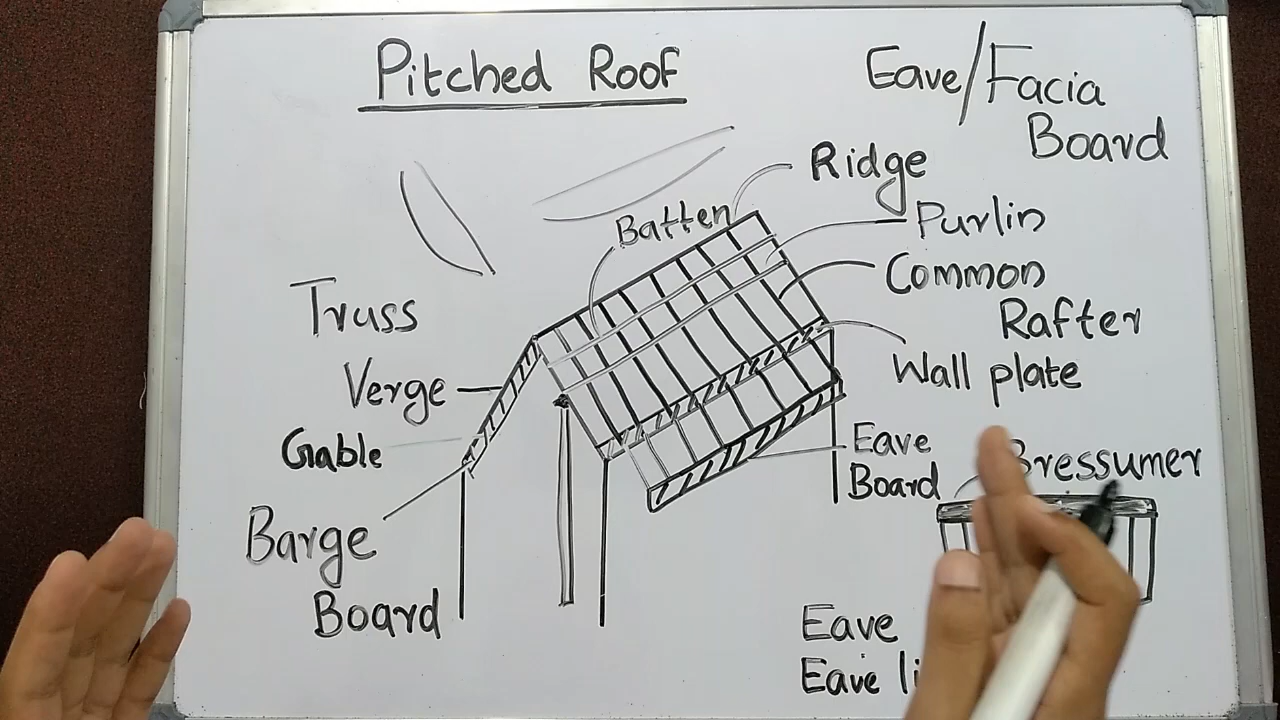 Pitched Roof
Eave/Facia
Board
Ridge
Batten
Purlin
Common
Rafter
Truss
Wall plate
Verge
Gable
Eave
Board
Bressumer
Barge
Board
Eave
Eave